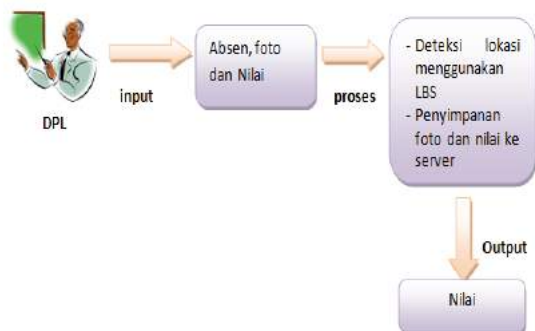 DPL
input
Absen, foto
dan Nilai
proses
- Deteksi lokasi
menggunakan
LBS
- Penyimpanan
foto dan nilai ke
server
Output
Nilai